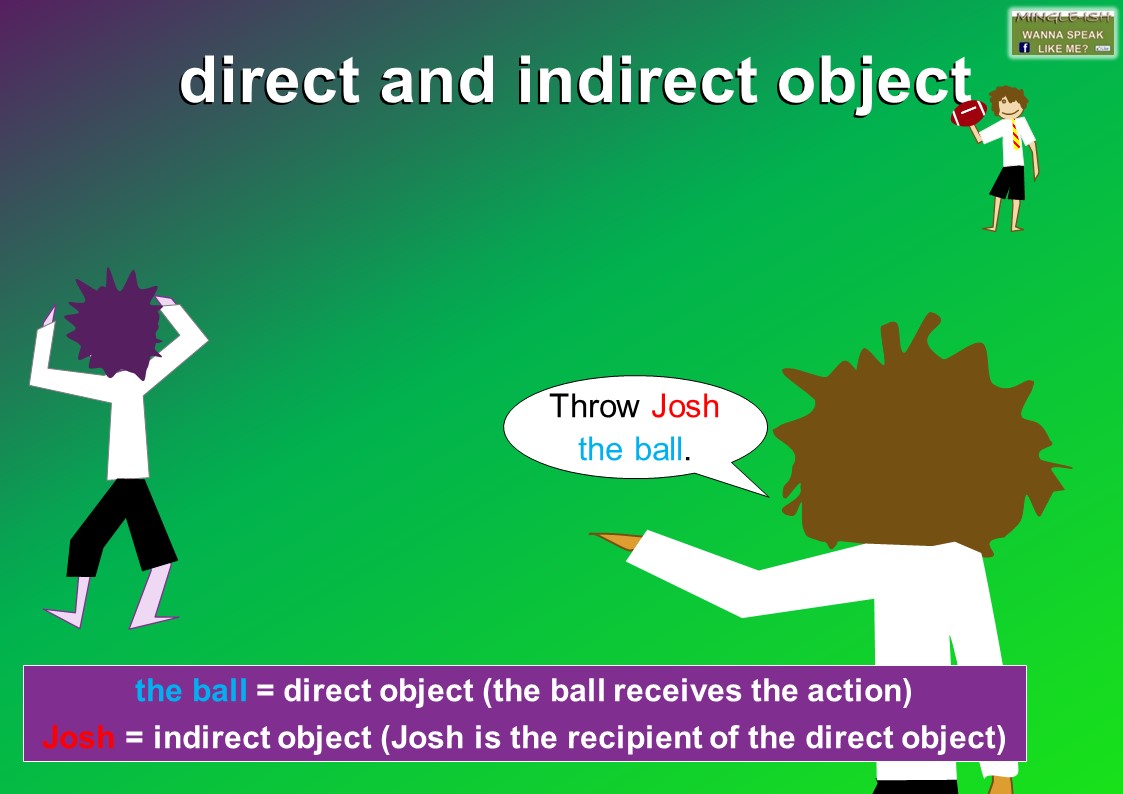 MINGLE-ISH
WANNA SPEAK
LIKE ME?
direct and indirect object
Throw Josh
the ball.
the ball = direct object (the ball receives the action)
Josh = indirect object (Josh is the recipient of the direct object)